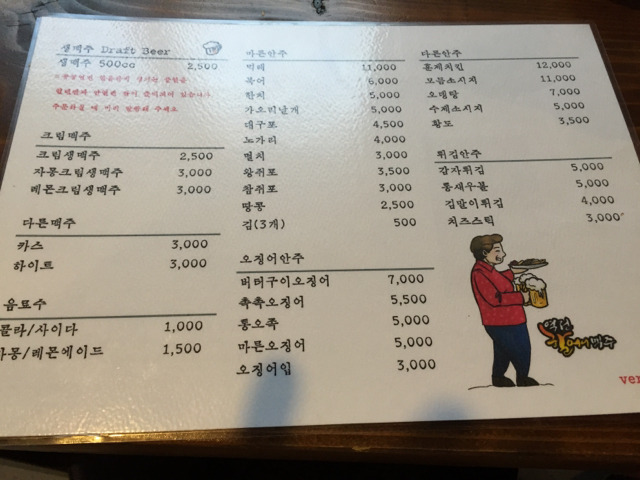 생맥주 Draft Beer
생맥주 500cc 2,500
크림맥주
크림생맥주 2,500
자몽크림생맥주 3,000
레몬크림생맥주 3,000
다른맥주
카스 3,000
하이트 3,000
음료수
콜라/사이다 1,000
자몽/레몬에이드 1,500
마른안주
먹태 11,000
북어 6,000
한치 5,000
가오리날개 5,000
대구포 4,500
노가리 4,000
멸치 3,000
왕쥐포 3,500
참쥐포 3,000
땅콩 2,500
김(3개) 500
오징어안주
버터구이오징어 7,000
촉촉오징어 5,500
통오족 5,000
마른오징어 5,000
오징어입 3,000
다른안주
훈제치킨 12,000
모듬소시지 11,000
오뎅탕 7,000
수제소시지 5,000
황도 3,500
튀김안주
감자튀김 5,000
통새우볼 5,000
김말이튀김 4,000
치즈스틱 3,000
역전
맥주
ver